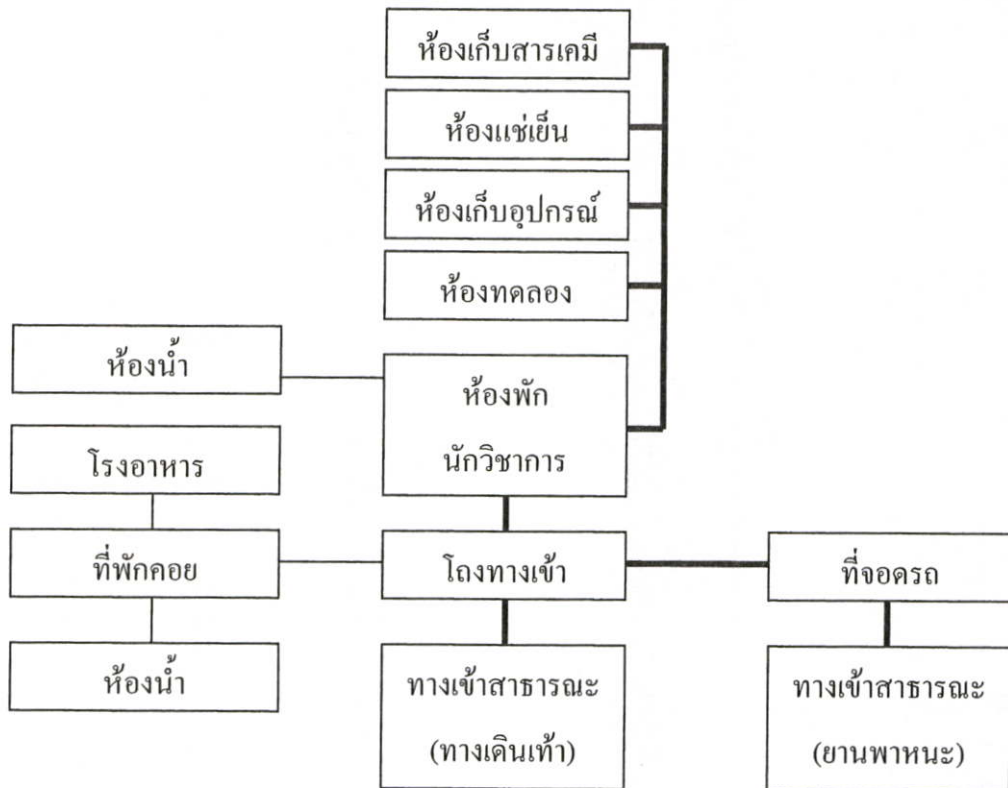 ห้องเก็บสารเคมี
ห้องแช่เย็น
ห้องเก็บอุปกรณ์
ห้องทดลอง
ห้องน้ำ
ห้องพัก
นักวิชาการ
โรงอาหาร
ที่พักคอย
โถงทางเข้า
ที่จอดรถ
ห้องน้ำ
ทางเข้าสาธารณะ
(ทางเดินเท้า)
ทางเข้าสาธารณะ
(ยานพาหนะ)